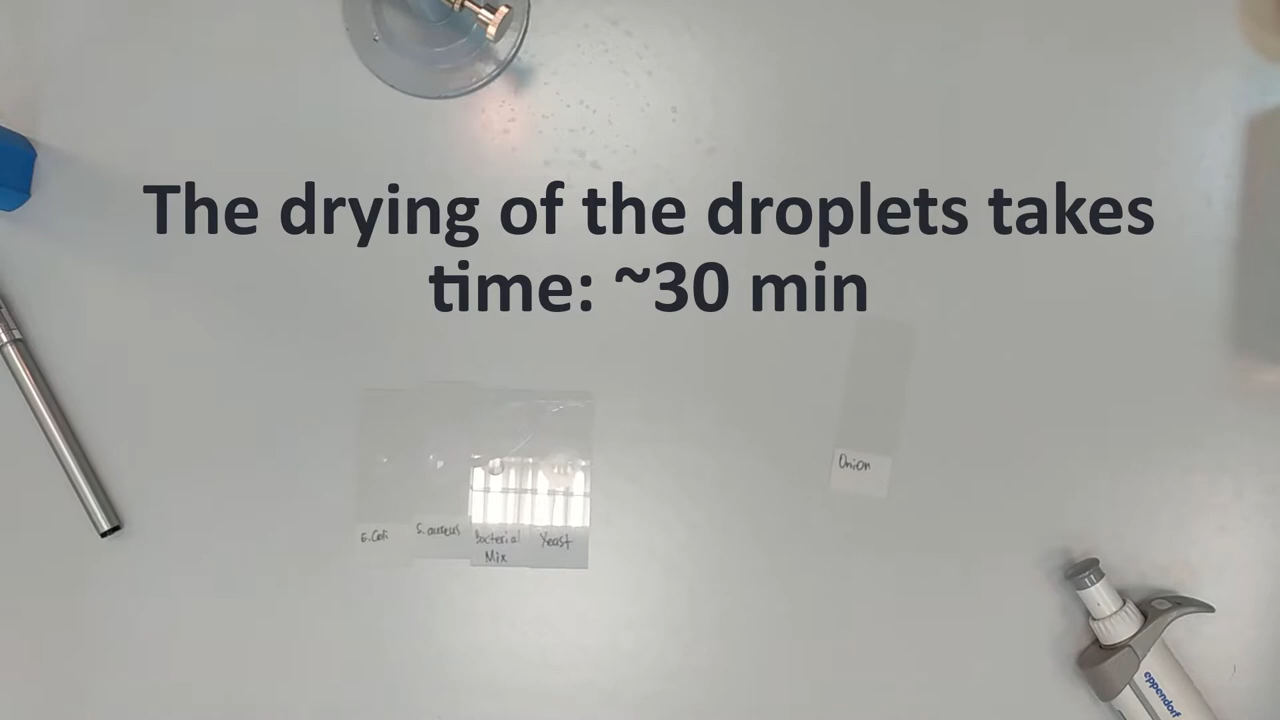 The drying of the droplets takes
time: ~30 min
Onion
E. Coli
S. aureus
Bacterial
Mix
Yeast
eppendorf